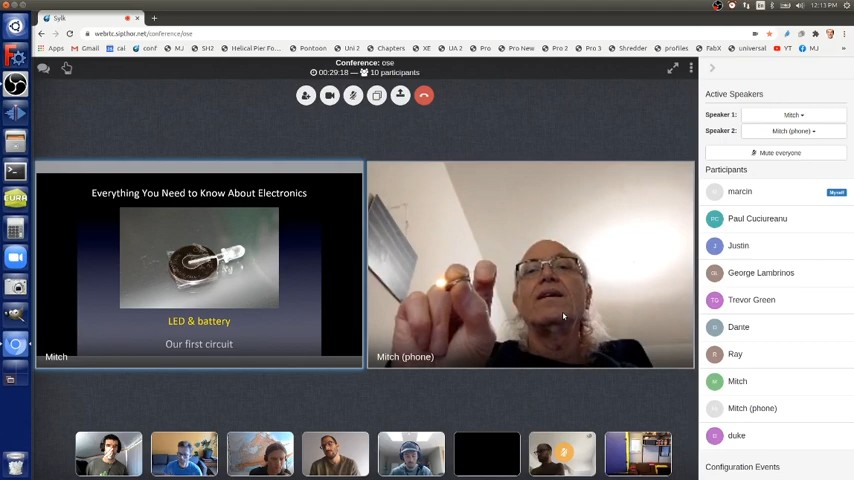 12:13 PM
Sylk
webrtc.sipthor.net/conference/ose
Apps
Gmail
cal
conf
MJ
SH2
Helical Pier Fo...
Pontoon
Uni 2
Chapters
XE
UA 2
Pro
Pro New
Pro 2
Pro 3
Shredder
profiles
FabX
universal
YT
MJ
Conference: ose
00:29:18 — 10 participants
Everything You Need to Know About Electronics
LED & battery
Our first circuit
Mitch
Mitch (phone)
Active Speakers
Speaker 1:
Mitch
Speaker 2:
Mitch (phone)
Mute everyone
Participants
marcin
Myself
PC
Paul Cuciureanu
J
Justin
GL
George Lambrinos
TG
Trevor Green
D
Dante
R
Ray
M
Mitch
Mitch (phone)
d
duke
Configuration Events
CURA